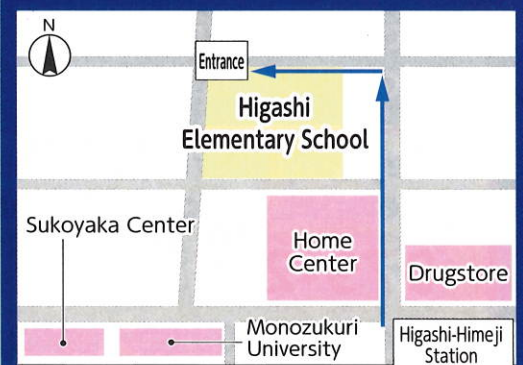 N
Entrance
Higashi
Elementary School
Sukoyaka Center
Home
Center
Drugstore
Monozukuri
University
Higashi-Himeji
Station